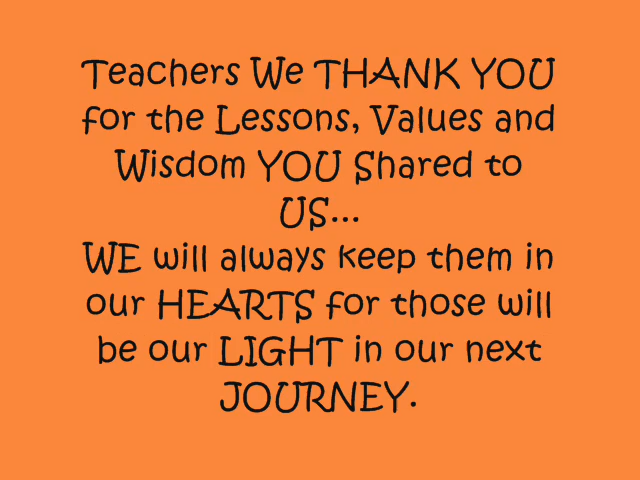 Teachers We THANK YOU
for the Lessons, Values and
Wisdom YOU Shared to
US...
WE will always keep them in
our HEARTS for those will
be our LIGHT in our next
JOURNEY.